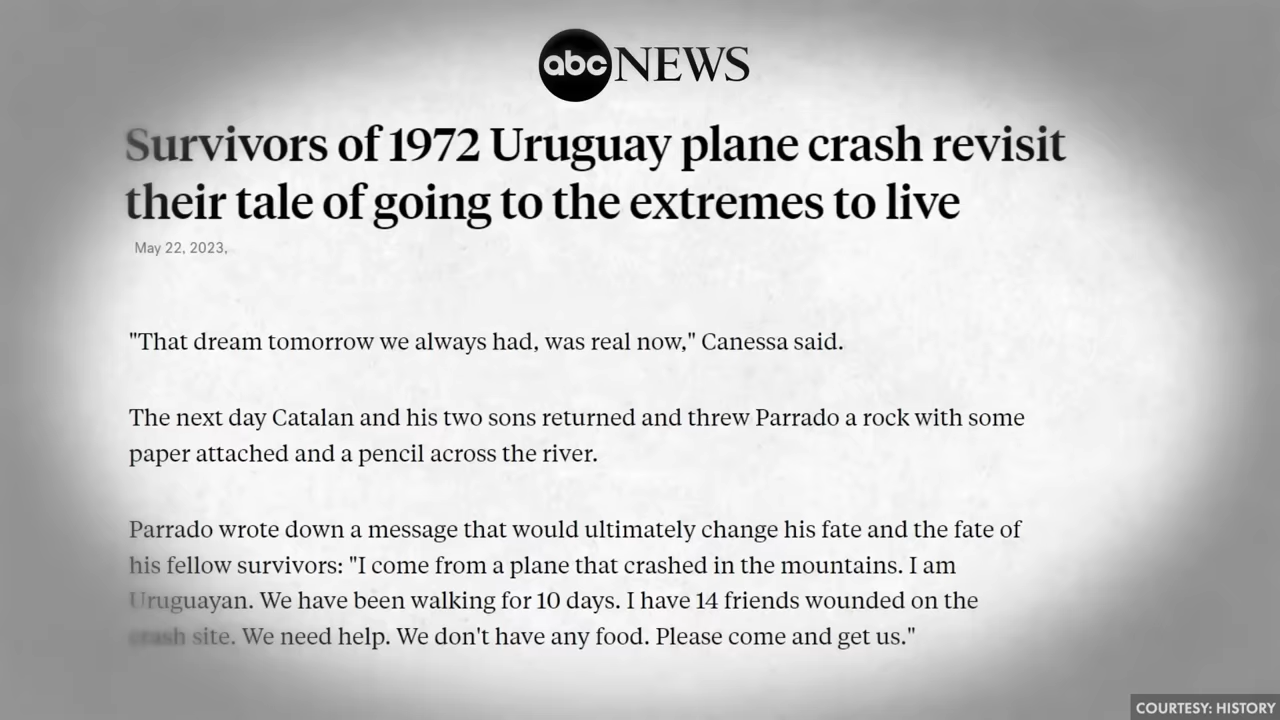 abc NEWS
Survivors of 1972 Uruguay plane crash revisit
their tale of going to the extremes to live
May 22, 2023,
"That dream tomorrow we always had, was real now," Canessa said.
The next day Catalan and his two sons returned and threw Parrado a rock with some
paper attached and a pencil across the river.
Parrado wrote down a message that would ultimately change his fate and the fate of
his fellow survivors: "I come from a plane that crashed in the mountains. I am
Uruguayan. We have been walking for 10 days. I have 14 friends wounded on the
crash site. We need help. We don't have any food. Please come and get us."
COURTESY: HISTORY